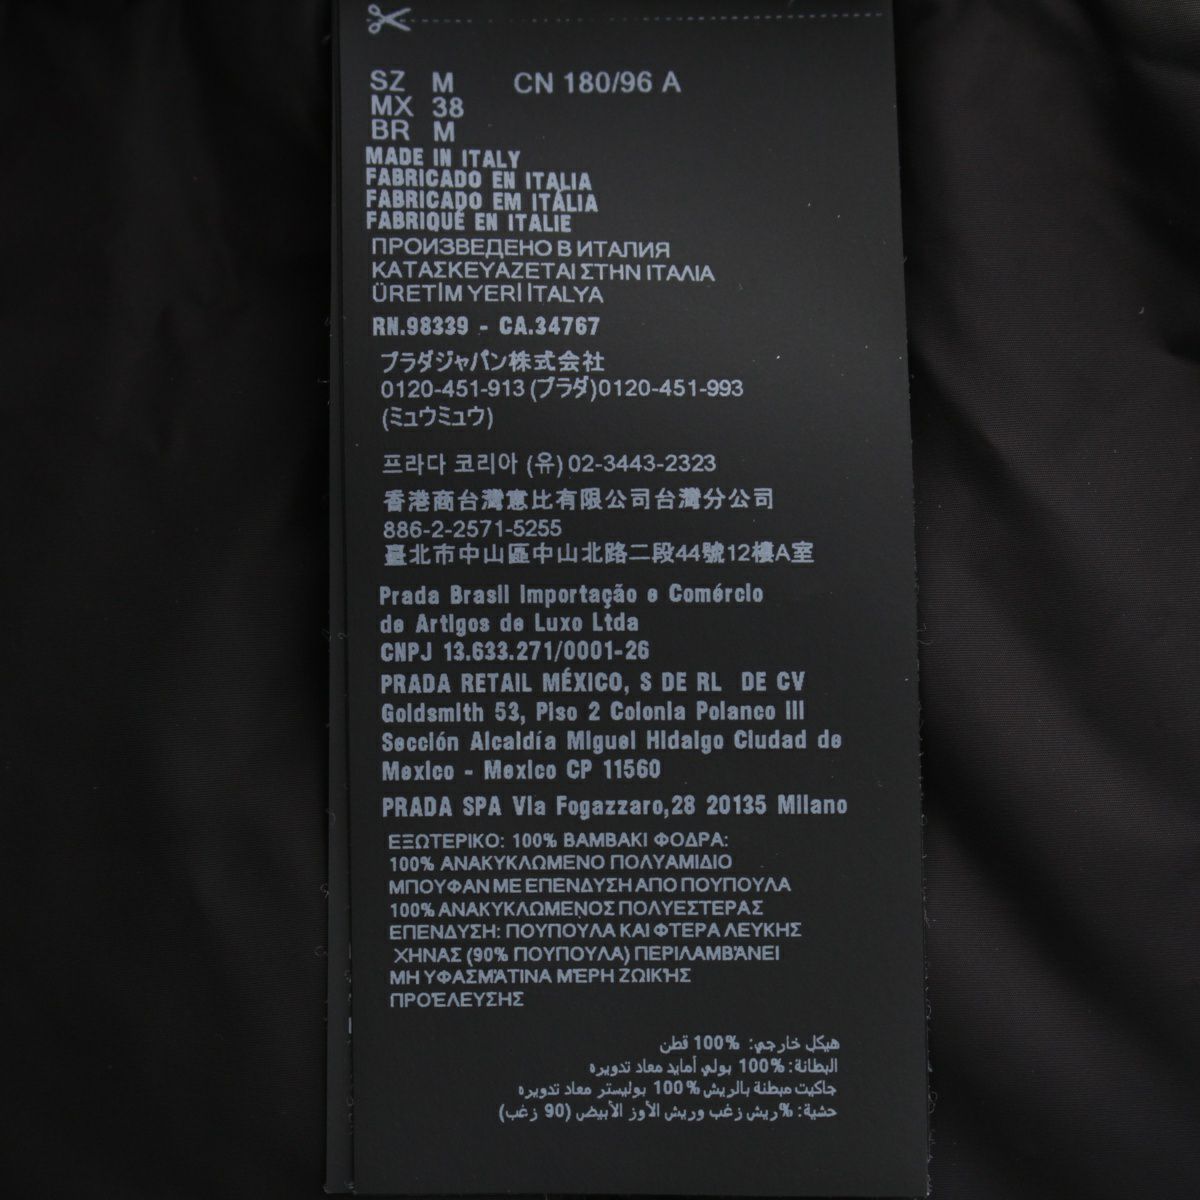 SZ M CN 180/96 A
MX 38
BR M
MADE IN ITALY
FABRICADO EN ITALIA
FABRICADO EM ITÁLIA
FABRIQUÉ EN ITALIE
ПРОИЗВЕДЕНО В ИТАЛИЯ
ΚΑΤΑΣΚΕΥΑΖΕΤΑΙ ΣΤΗΝ ΙΤΑΛΙΑ
ÜRETİM YERİ İTALYA
RN.98339 - CA.34767
プラダジャパン株式会社
0120-451-913 (プラダ)0120-451-993
(ミュウミュウ)
프라다 코리아 (유) 02-3443-2323
香港商台灣惠比有限公司台灣分公司
886-2-2571-5255
臺北市中山區中山北路二段44號12樓A室
Prada Brasil Importação e Comércio
de Artigos de Luxo Ltda
CNPJ 13.633.271/0001-26
PRADA RETAIL MÉXICO, S DE RL DE CV
Goldsmith 53, Piso 2 Colonia Polanco III
Sección Alcaldía Miguel Hidalgo Ciudad de
Mexico - Mexico CP 11560
PRADA SPA Via Fogazzaro,28 20135 Milano
ΕΞΩΤΕΡΙΚΟ: 100% ΒΑΜΒΑΚΙ ΦΟΔΡΑ:
100% ΑΝΑΚΥΚΛΩΜΕΝΟ ΠΟΛΥΑΜΙΔΙΟ
ΜΠΟΥΦΑΝ ΜΕ ΕΠΕΝΔΥΣΗ ΑΠΟ ΠΟΥΠΟΥΛΑ
100% ΑΝΑΚΥΚΛΩΜΕΝΟΣ ΠΟΛΥΕΣΤΕΡΑΣ
ΕΠΕΝΔΥΣΗ: ΠΟΥΠΟΥΛΑ ΚΑΙ ΦΤΕΡΑ ΛΕΥΚΗΣ
ΧΗΝΑΣ (90% ΠΟΥΠΟΥΛΑ) ΠΕΡΙΛΑΜΒΆΝΕΙ
ΜΗ ΥΦΑΣΜΆΤΙΝΑ ΜΈΡΗ ΖΩΙΚΉΣ
ΠΡΟΈΛΕΥΣΗΣ
هيكل خارجي: %100 قطن
البطانة: %100 بولي أمايد معاد تدويره
جاكيت مبطنة بالريش %100 بوليستر معاد تدويره
حشية: %ريش زغب وريش الأوز الأبيض (90 زغب)